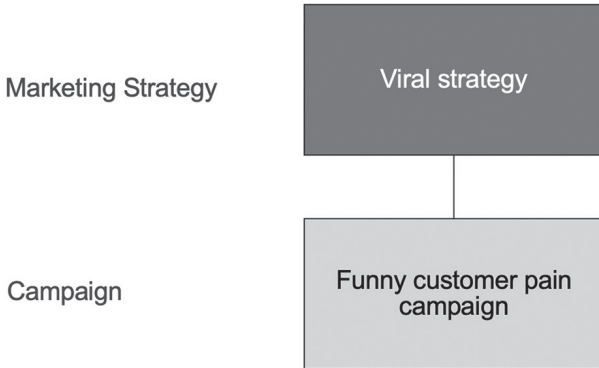 Marketing Strategy
Viral strategy
Campaign
Funny customer pain
campaign